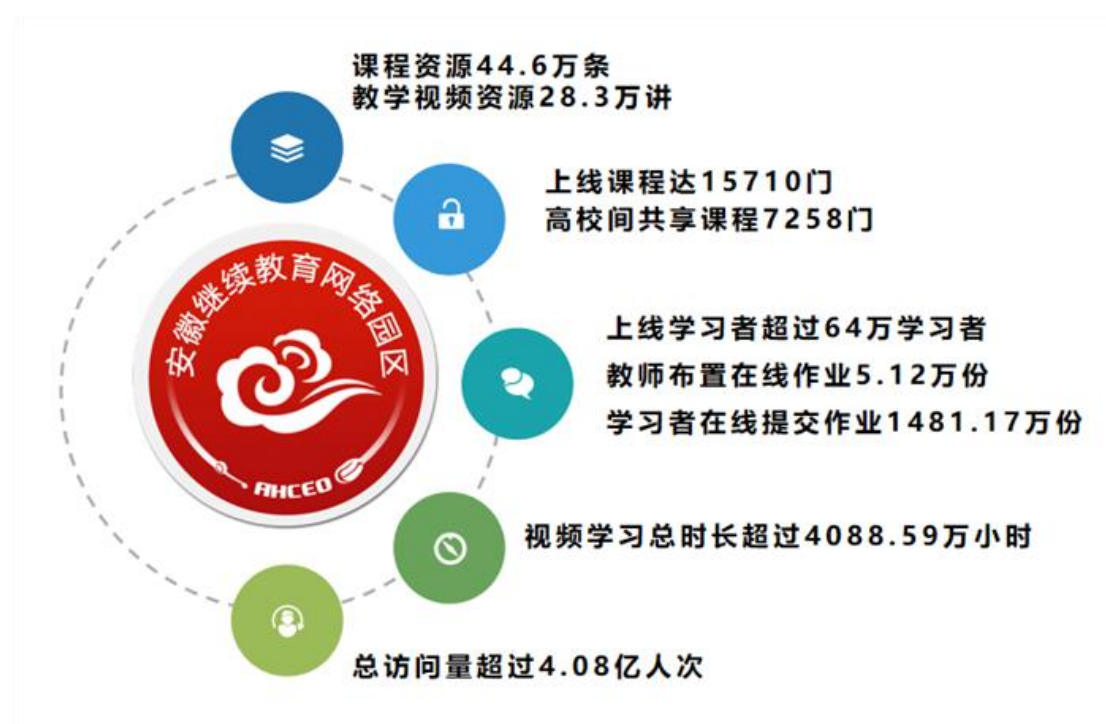 课程资源44.6万条
教学视频资源28.3万讲
上线课程达15710门
高校间共享课程7258门
安徽继续教育网络园区
AHCEO
上线学习者超过64万学习者
教师布置在线作业5.12万份
学习者在线提交作业1481.17万份
视频学习总时长超过4088.59万小时
总访问量超过4.08亿人次